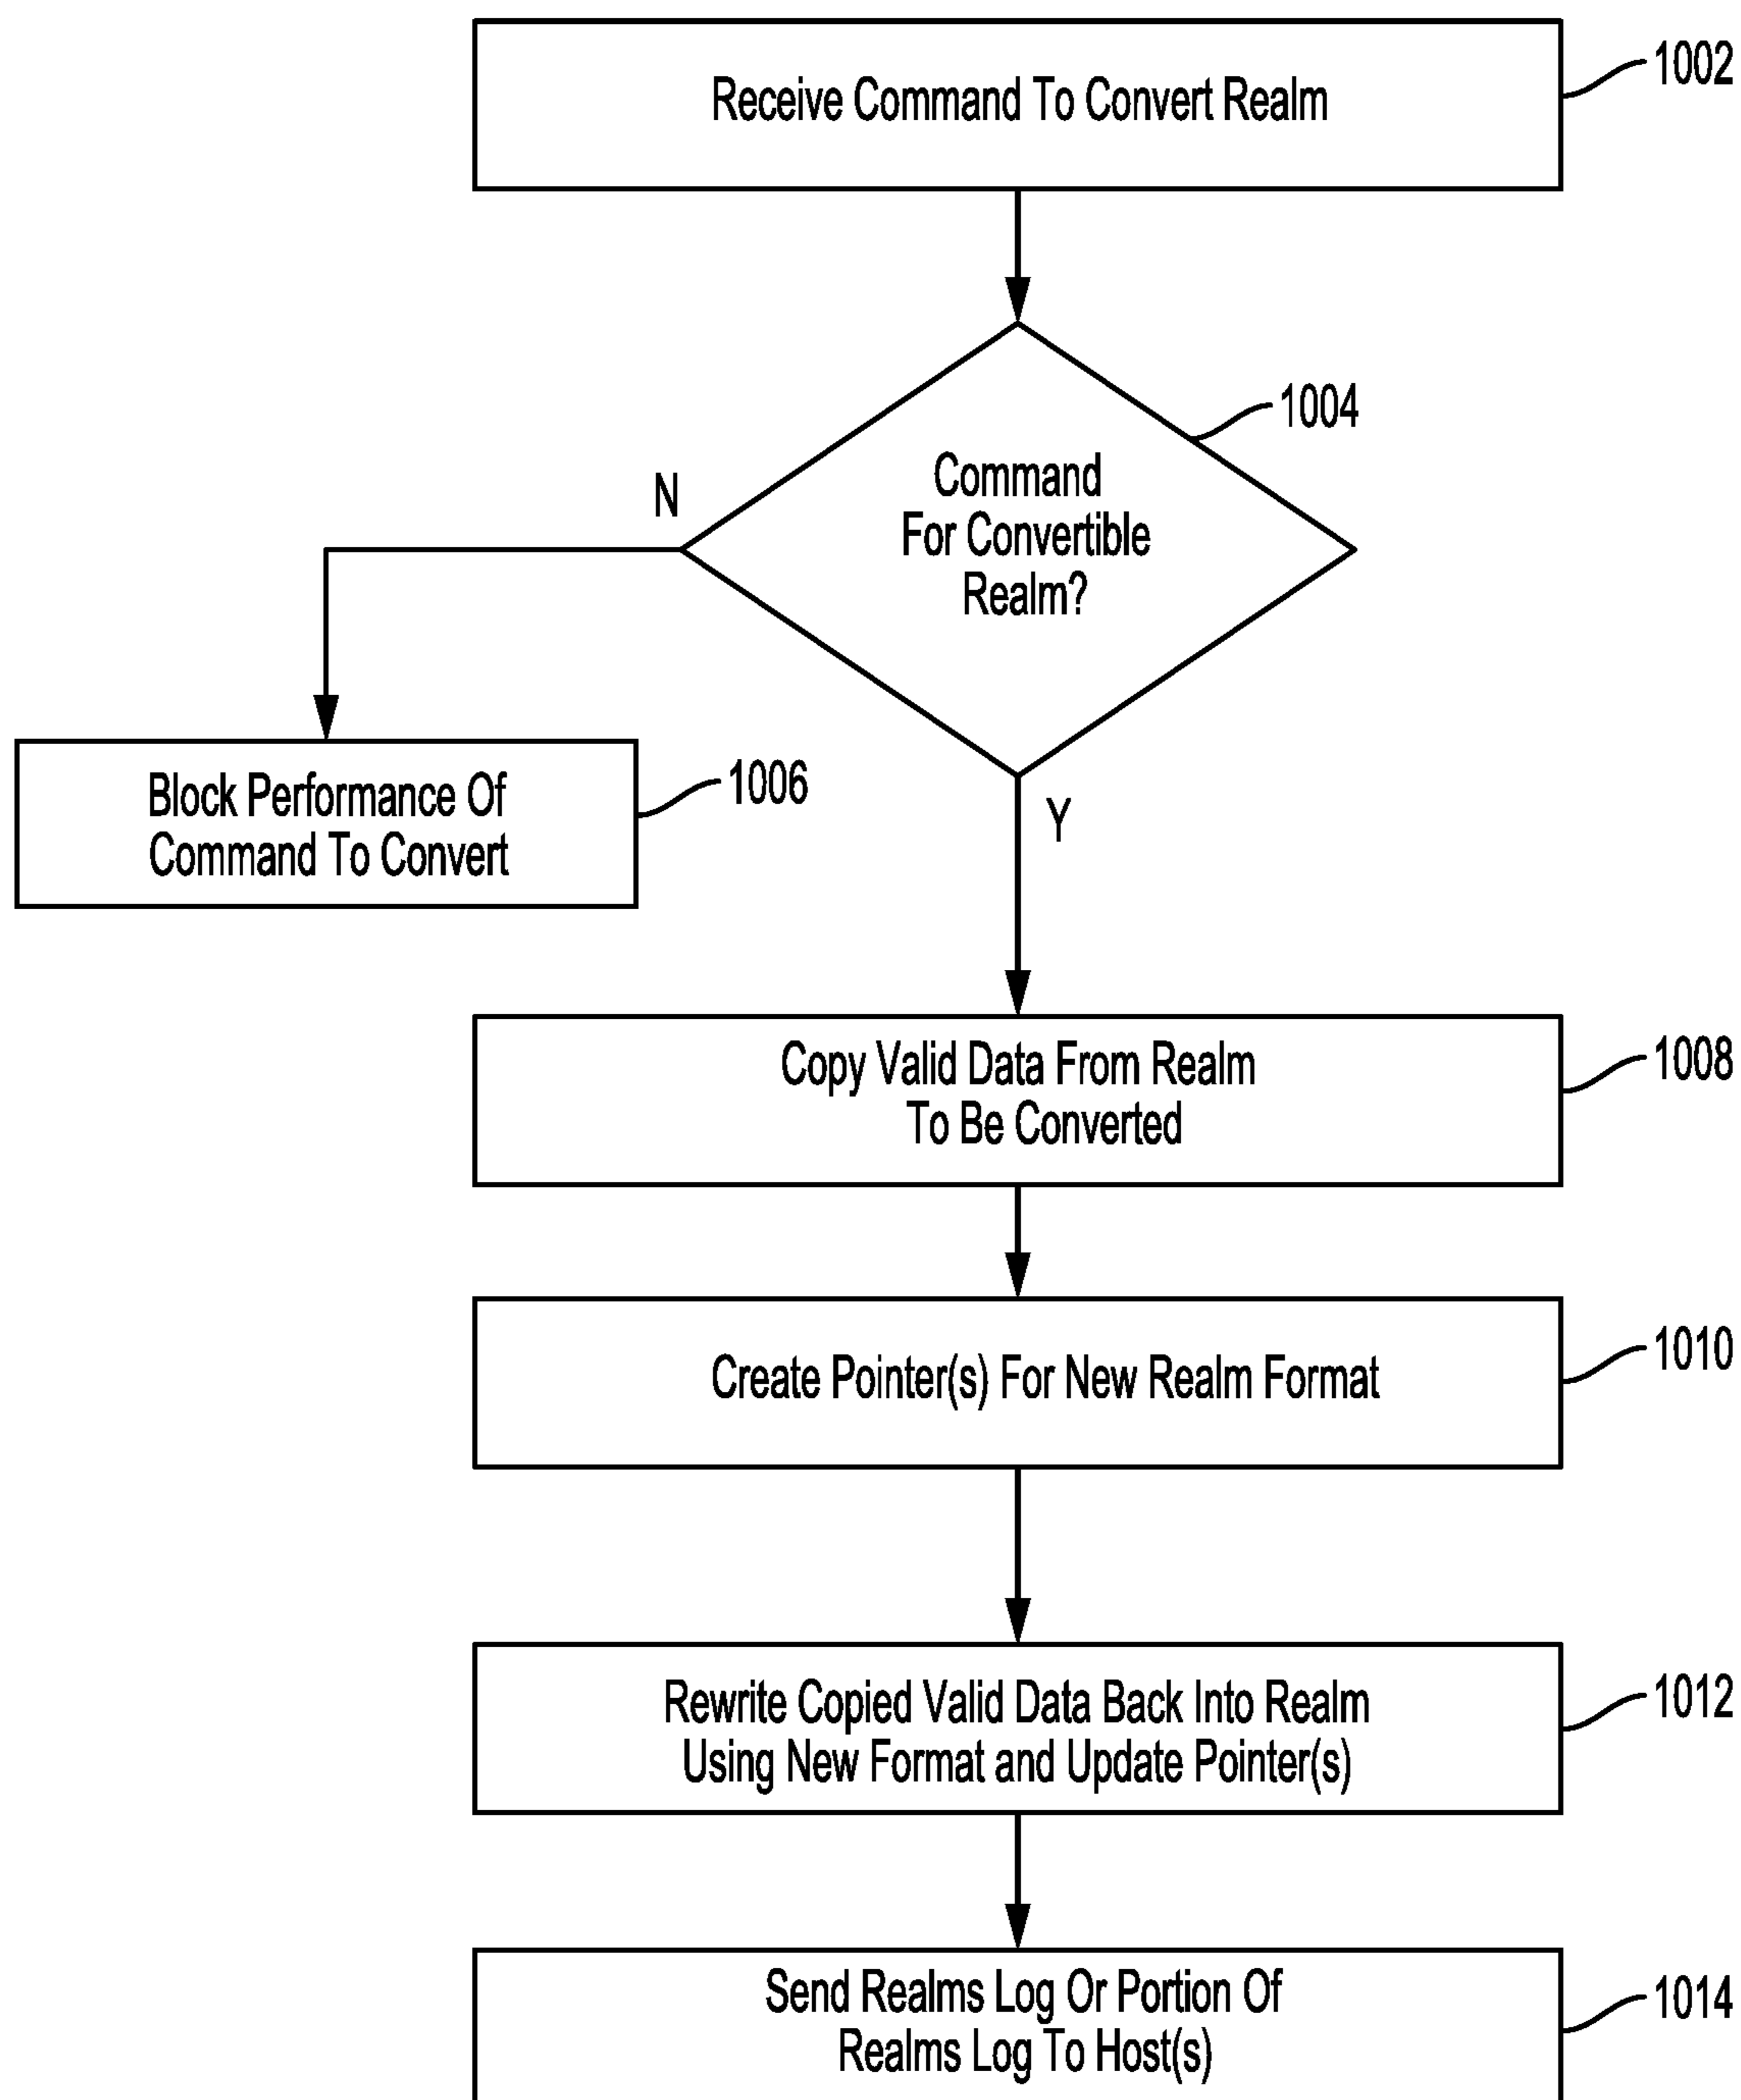 Receive Command To Convert Realm
1002
1004
Command
For Convertible
Realm?
N
Y
Block Performance Of
Command To Convert
1006
Copy Valid Data From Realm
To Be Converted
1008
Create Pointer(s) For New Realm Format
1010
Rewrite Copied Valid Data Back Into Realm
Using New Format and Update Pointer(s)
1012
Send Realms Log Or Portion Of
Realms Log To Host(s)
1014